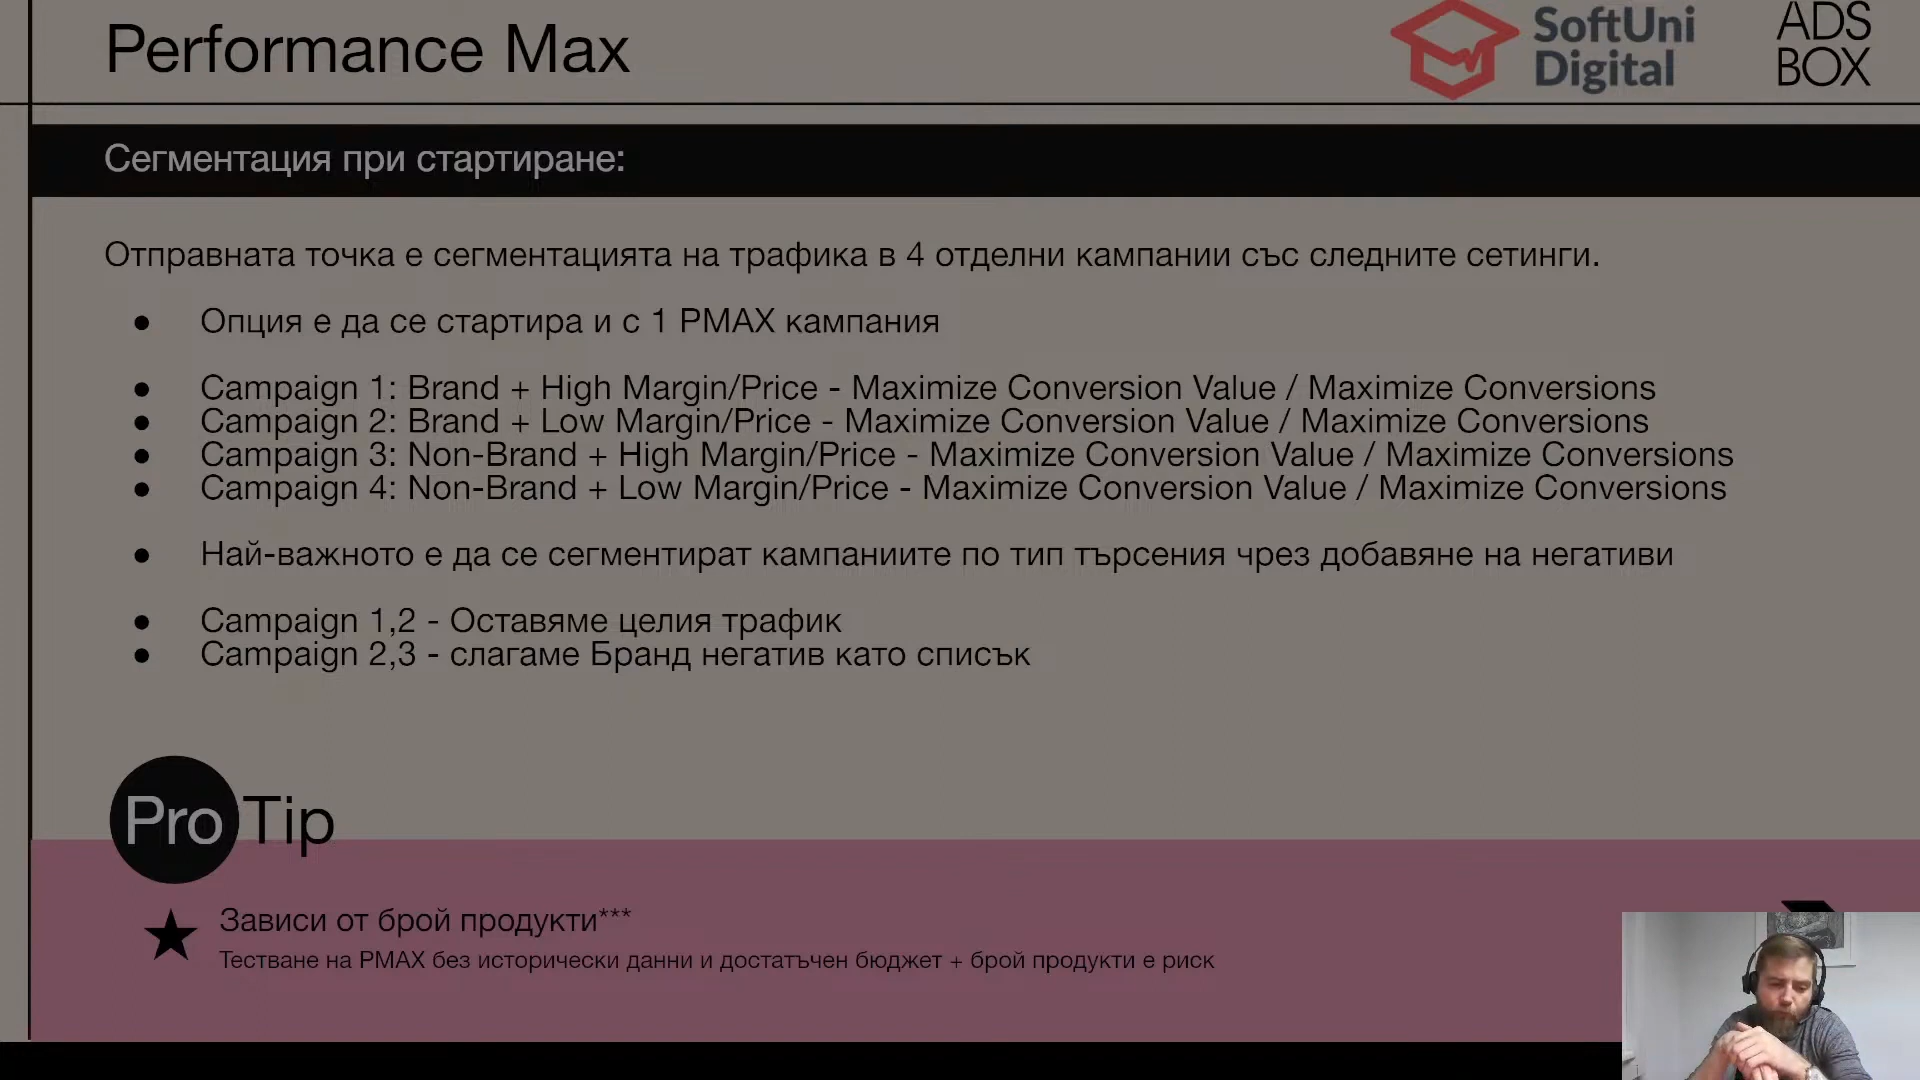 Performance Max
SoftUni
Digital
ADS
BOX
Сегментация при стартиране:
Отправната точка е сегментацията на трафика в 4 отделни кампании със следните сетинги.
● Опция е да се стартира и с 1 PMAX кампания
● Campaign 1: Brand + High Margin/Price - Maximize Conversion Value / Maximize Conversions
● Campaign 2: Brand + Low Margin/Price - Maximize Conversion Value / Maximize Conversions
● Campaign 3: Non-Brand + High Margin/Price - Maximize Conversion Value / Maximize Conversions
● Campaign 4: Non-Brand + Low Margin/Price - Maximize Conversion Value / Maximize Conversions
● Най-важното е да се сегментират кампаниите по тип търсения чрез добавяне на негативи
● Campaign 1,2 - Оставяме целия трафик
● Campaign 2,3 - слагаме Бранд негатив като списък
Pro Tip
Зависи от брой продукти***
Тестване на PMAX без исторически данни и достатъчен бюджет + брой продукти е риск